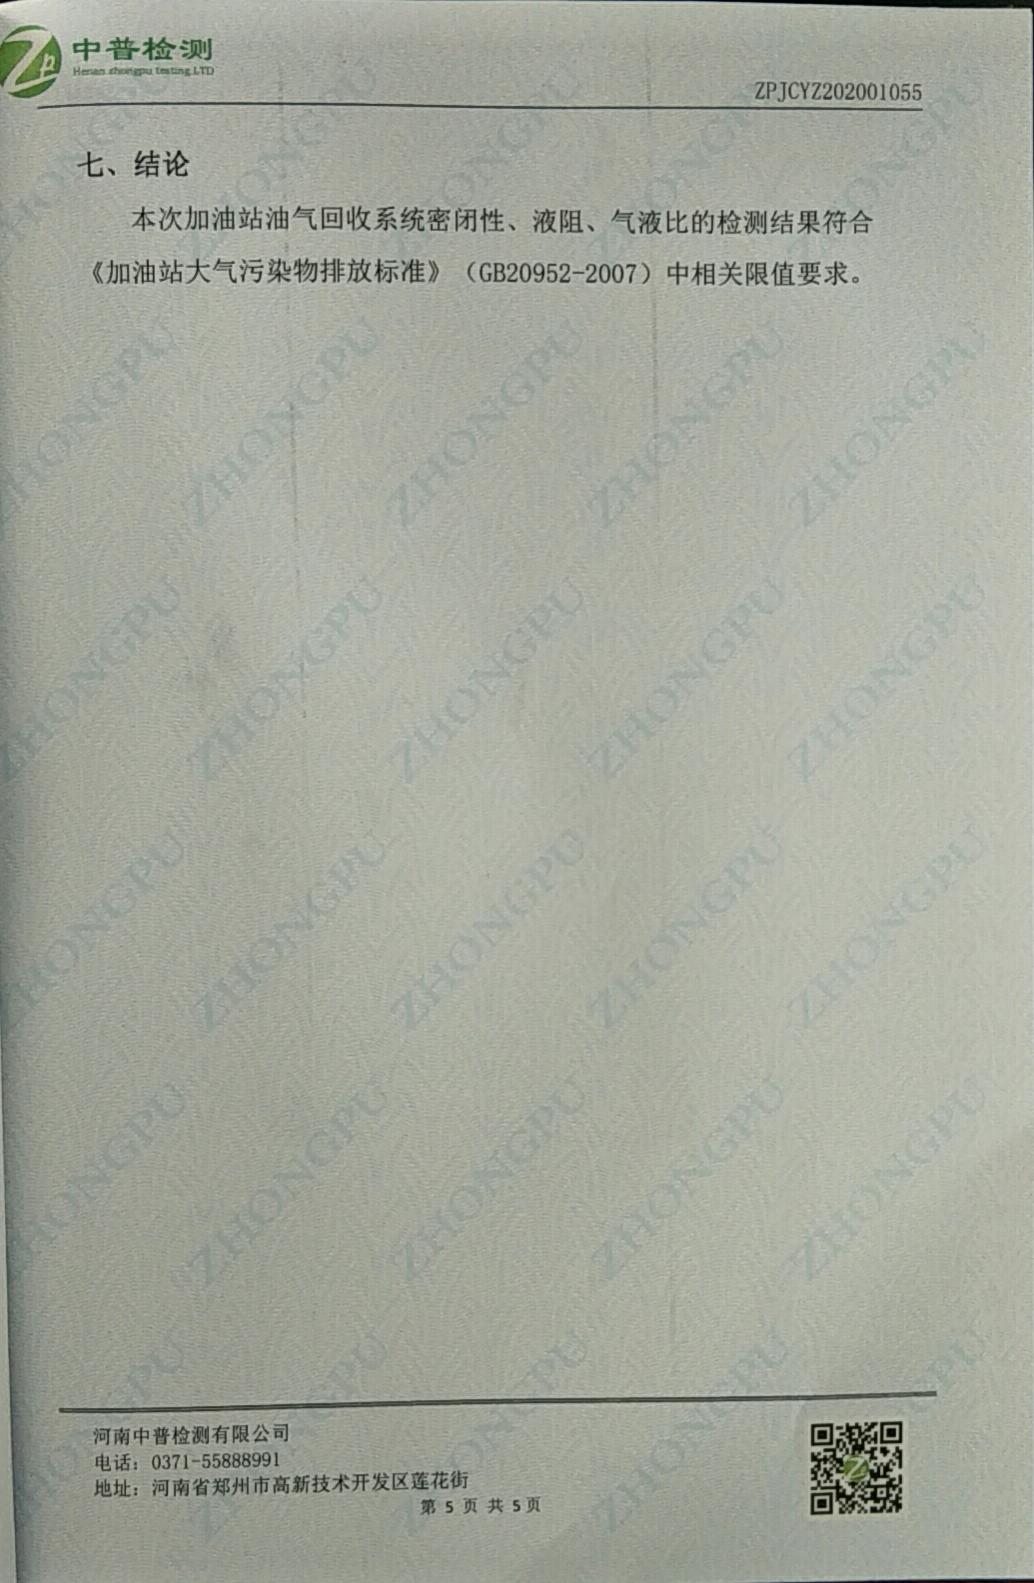 中普检测
Henan zhongpu testing.LTD
ZPJCYZ202001055
七、结论
本次加油站油气回收系统密闭性、液阻、气液比的检测结果符合
《加油站大气污染物排放标准》（GB20952-2007）中相关限值要求。
ZHONGPU
河南中普检测有限公司
电话：0371-55888991
地址：河南省郑州市高新技术开发区莲花街
第 5 页 共 5 页